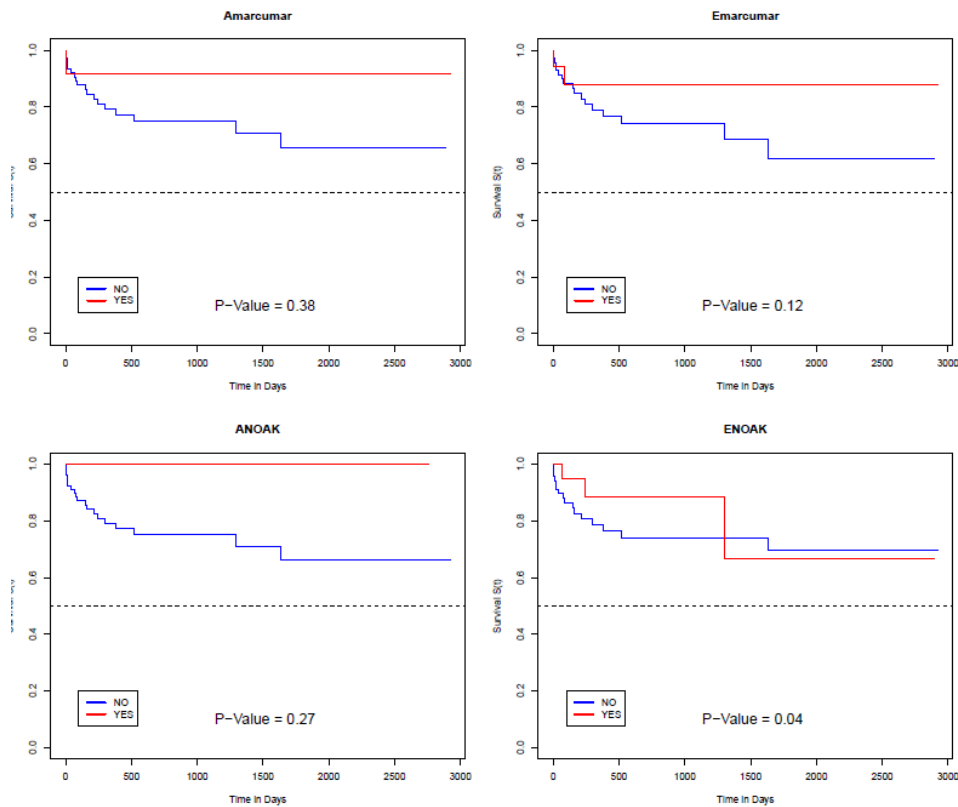 Amarcumar
Survival S(t)
1.0
0.8
0.6
0.4
0.2
0.0
NO
YES
P-Value = 0.38
0 500 1000 1500 2000 2500 3000
Time in Days
Emarcumar
Survival S(t)
1.0
0.8
0.6
0.4
0.2
0.0
NO
YES
P-Value = 0.12
0 500 1000 1500 2000 2500 3000
Time in Days
ANOAK
1.0
0.8
0.6
0.4
0.2
0.0
NO
YES
P-Value = 0.27
0 500 1000 1500 2000 2500 3000
Time in Days
ENOAK
Survival S(t)
1.0
0.8
0.6
0.4
0.2
0.0
NO
YES
P-Value = 0.04
0 500 1000 1500 2000 2500 3000
Time in Days